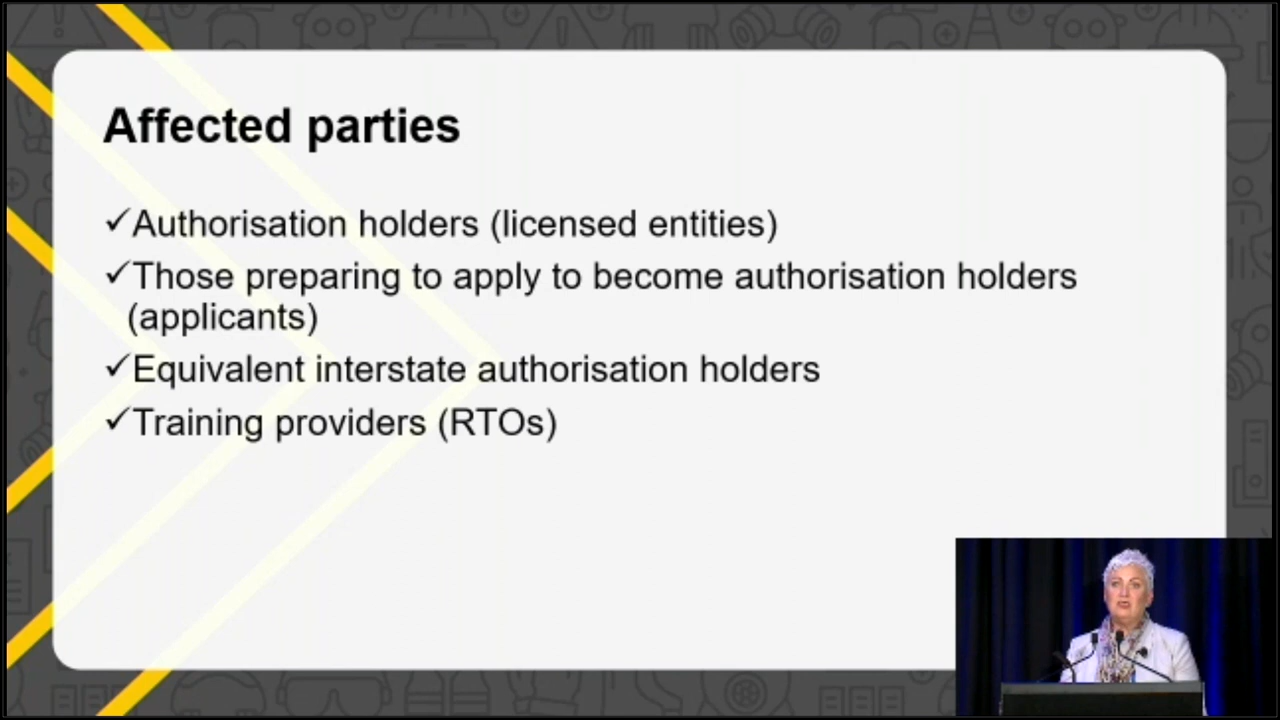 Affected parties
✓Authorisation holders (licensed entities)
✓Those preparing to apply to become authorisation holders
(applicants)
✓Equivalent interstate authorisation holders
✓Training providers (RTOs)